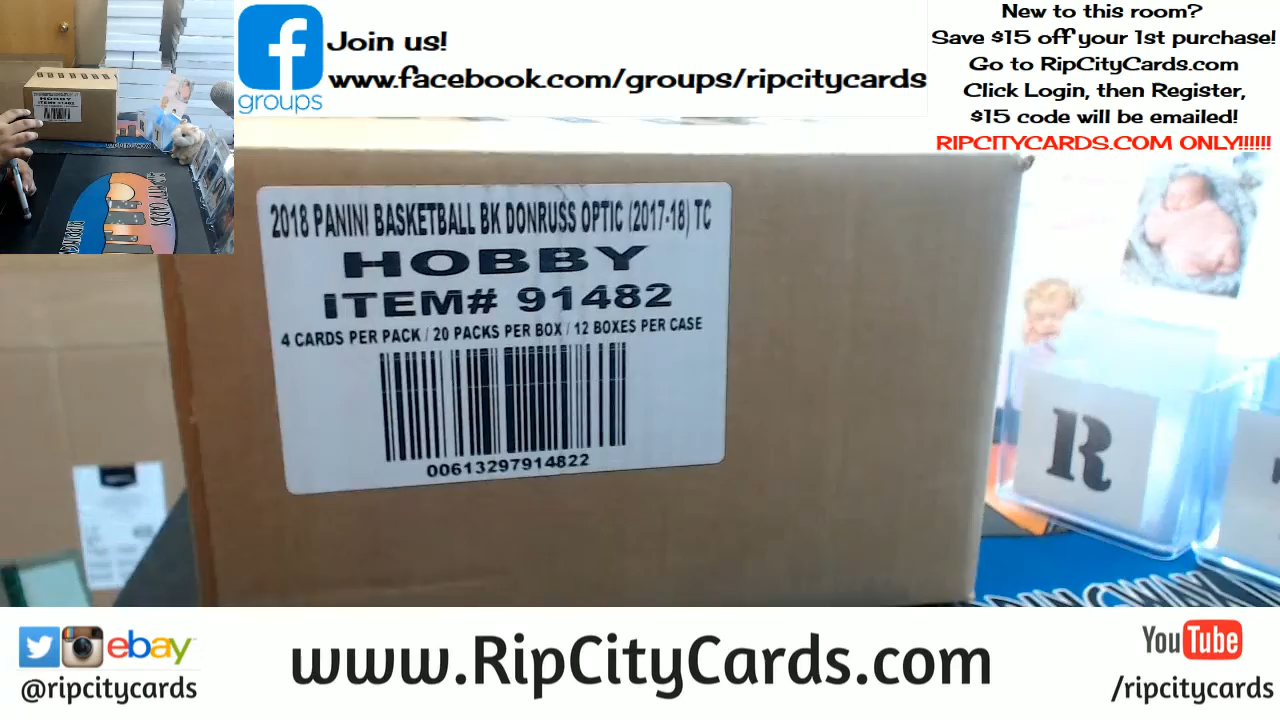 groups
Join us!
www.facebook.com/groups/ripcitycards
New to this room?
Save $15 off your 1st purchase!
Go to RipCityCards.com
Click Login, then Register,
$15 code will be emailed!
RIPCITYCARDS.COM ONLY!!!!!!
2018 PANINI BASKETBALL BK DONRUSS OPTIC (2017-18) TC
HOBBY
ITEM# 91482
4 CARDS PER PACK / 20 PACKS PER BOX / 12 BOXES PER CASE
00613297914822
R
ebay
@ripcitycards
www.RipCityCards.com
YouTube
/ripcitycards